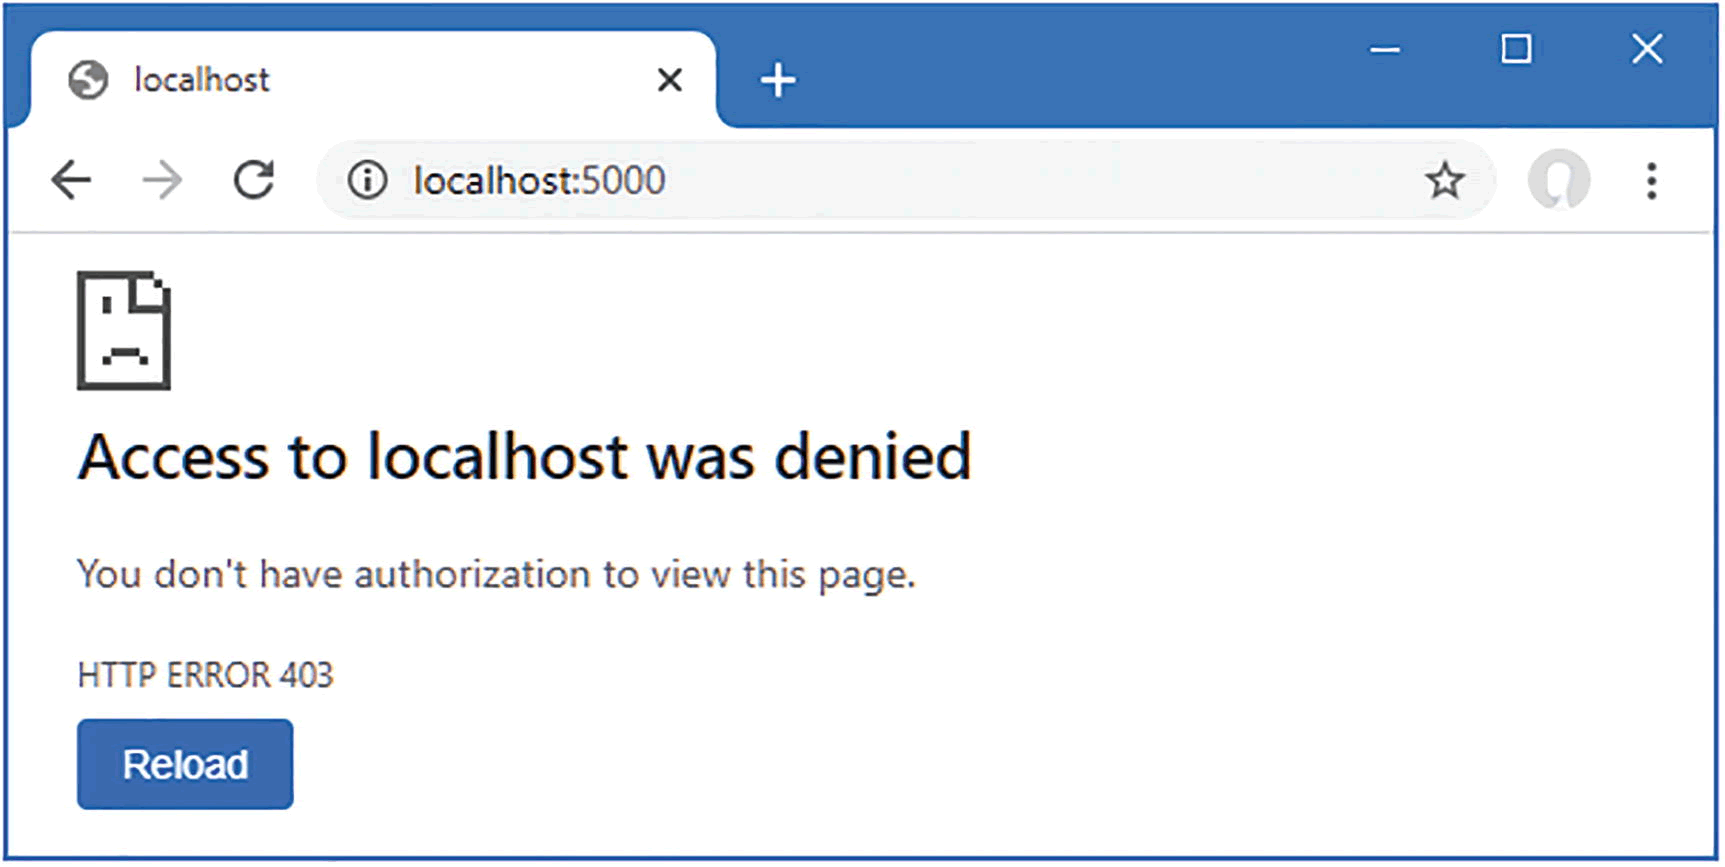 localhost
localhost:5000
Access to localhost was denied
You don't have authorization to view this page.
HTTP ERROR 403
Reload